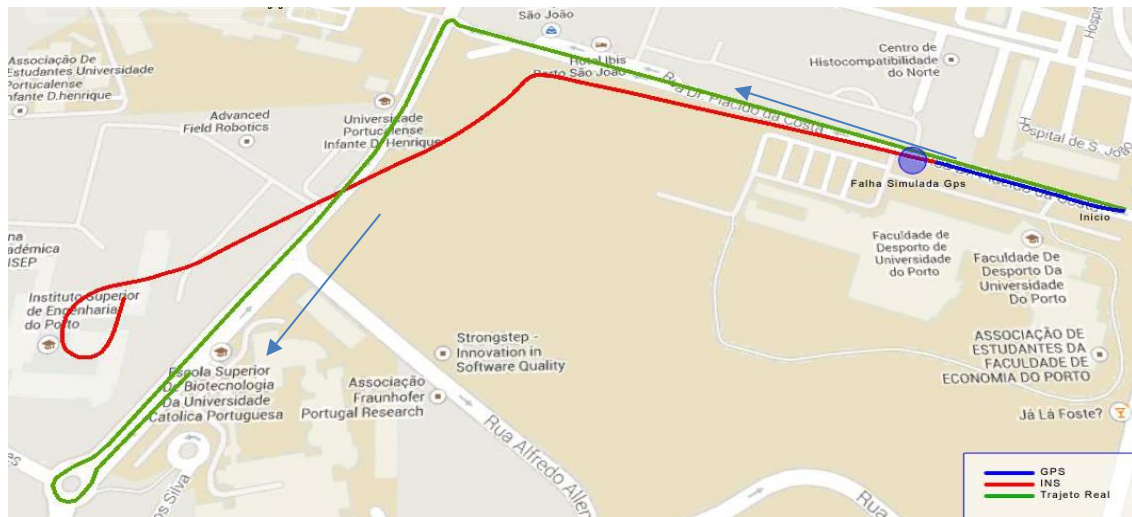 São João
Hotel Ibis
Porto São João
Hospital
Centro de
Histocompatibilidade
do Norte
Associação De
Estudantes Universidade
Portucalense
Infante D.henrique
Advanced
Field Robotics
Universidade
Portucalense
Infante D. Henrique
Rua Dr. Plácido da Costa
Hospital de S. João
Falha Simulada Gps
Inicio
Faculdade de
Desporto de
Universidade
do Porto
Faculdade De
Desporto Da
Universidade
Do Porto
adémica
ISEP
Instituto Superior
de Engenharia
do Porto
Strongstep -
Innovation in
Software Quality
ASSOCIAÇÃO DE
ESTUDANTES DA
FACULDADE DE
ECONOMIA DO PORTO
Escola Superior
De Biotecnologia
Da Universidade
Catolica Portuguesa
Associação
Fraunhofer
Portugal Research
Já Lá Foste?
Rua Alfredo Allen
Rua
os Silva
GPS
INS
Trajeto Real